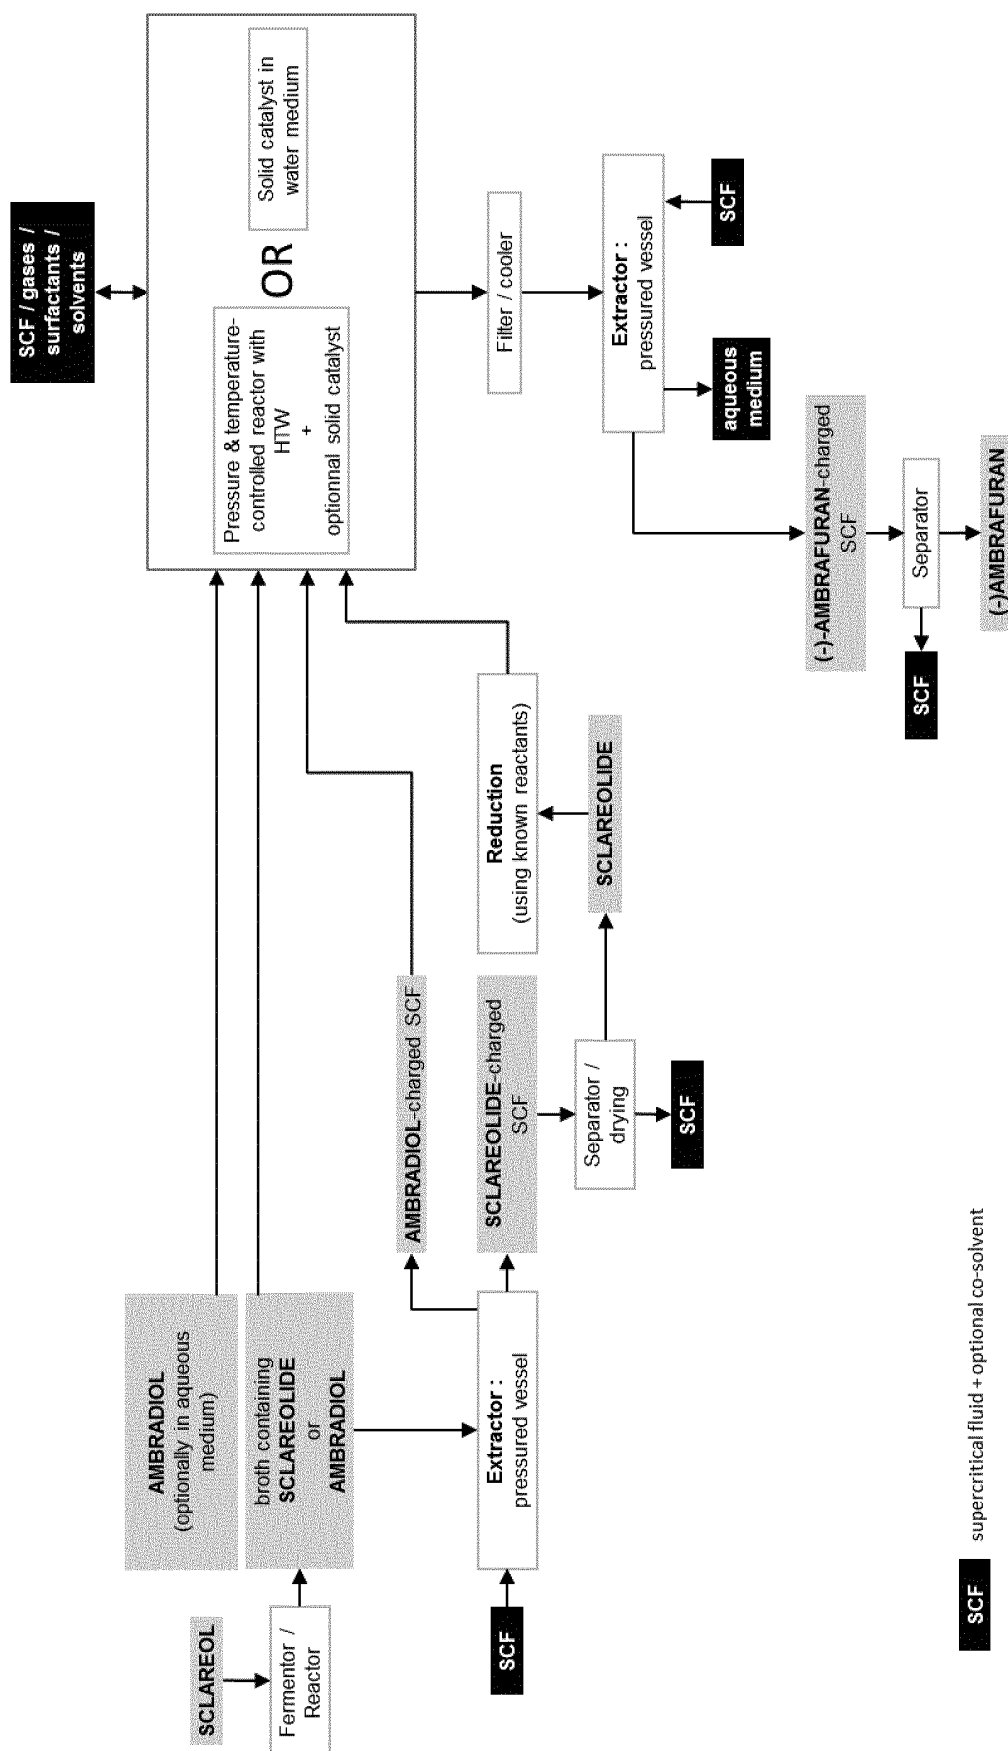 SCLAREOL
Fermentor /
Reactor
AMBRADIOL
(optionally in aqueous
medium)
broth containing
SCLAREOLIDE
or
AMBRADIOL
SCF
Extractor :
pressured vessel
AMBRADIOL-charged SCF
SCLAREOLIDE-charged
SCF
Separator /
drying
SCF
SCLAREOLIDE
Reduction
(using known reactants)
SCF / gases /
surfactants /
solvents
Pressure & temperature-
controlled reactor with
HTW
+
optionnal solid catalyst
OR
Solid catalyst in
water medium
Filter / cooler
Extractor :
pressured vessel
SCF
aqueous
medium
(-)-AMBRAFURAN-charged
SCF
Separator
SCF
(-)AMBRAFURAN
SCF
supercritical fluid + optional co-solvent